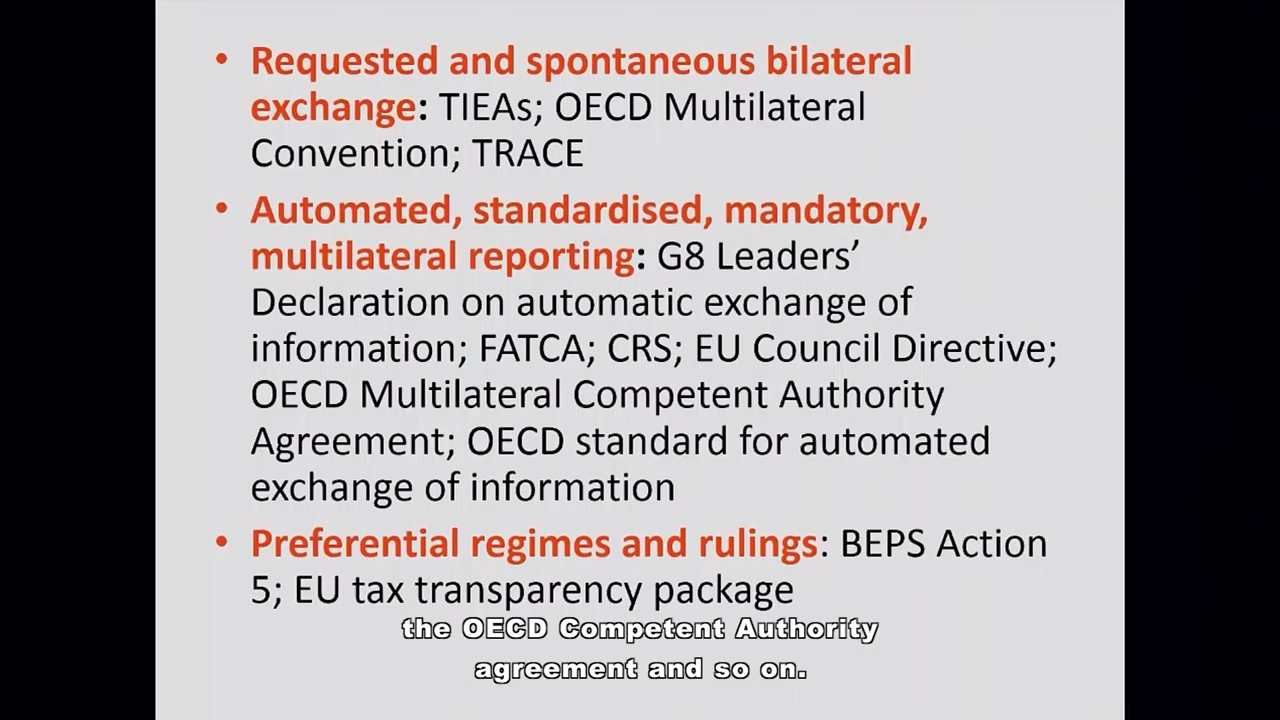 • Requested and spontaneous bilateral
exchange: TIEAs; OECD Multilateral
Convention; TRACE
• Automated, standardised, mandatory,
multilateral reporting: G8 Leaders’
Declaration on automatic exchange of
information; FATCA; CRS; EU Council Directive;
OECD Multilateral Competent Authority
Agreement; OECD standard for automated
exchange of information
• Preferential regimes and rulings: BEPS Action
5; EU tax transparency package
the OECD Competent Authority
agreement and so on.